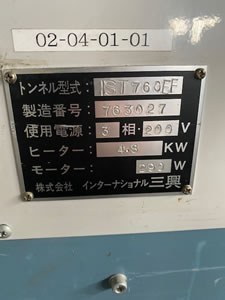 02-04-01-01
トンネル型式
製造番号 763027
使用電源 3 相・200 V
ヒーター 4.8 KW
モーター W
株式会社 インターナショナル三興